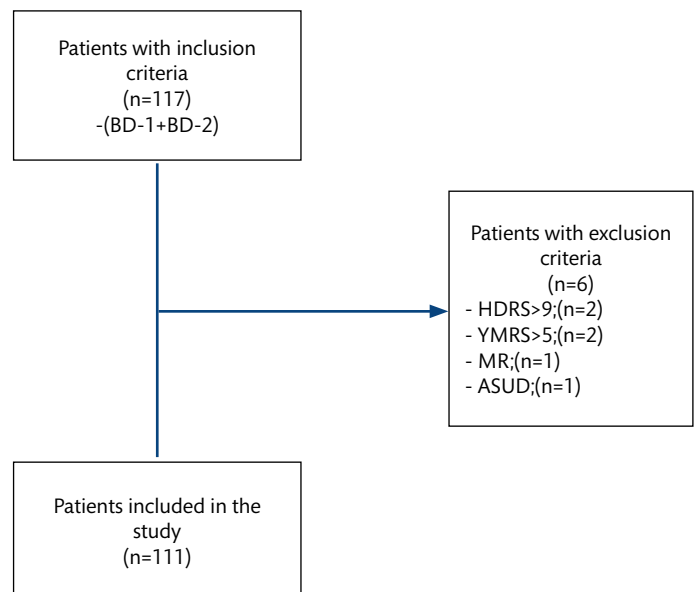 Patients with inclusion
criteria
(n=117)
-(BD-1+BD-2)
Patients with exclusion
criteria
(n=6)
- HDRS>9;(n=2)
- YMRS>5;(n=2)
- MR;(n=1)
- ASUD;(n=1)
Patients included in the
study
(n=111)